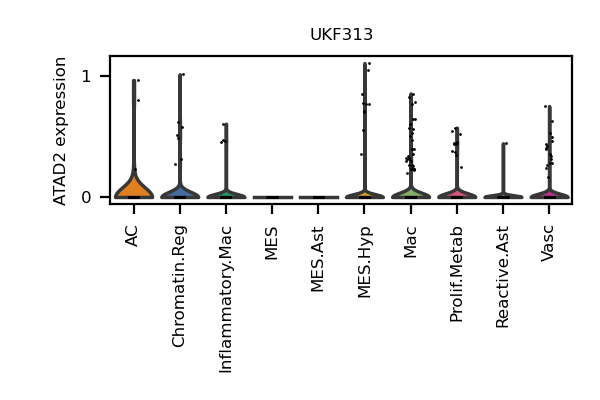 UKF313
ATAD2 expression
1
0
AC
Chromatin.Reg
Inflammatory.Mac
MES
MES.Ast
MES.Hyp
Mac
Prolif.Metab
Reactive.Ast
Vasc